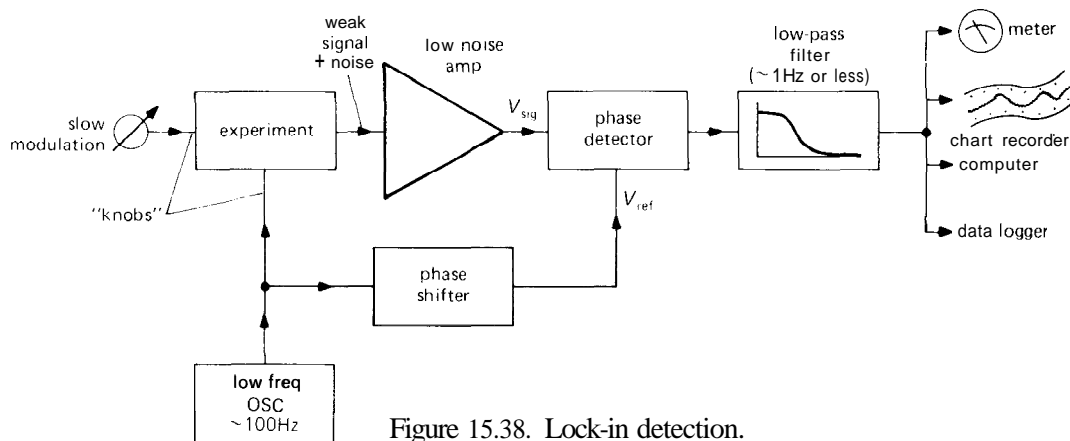 weak
signal
+ noise
low noise
amp
low-pass
filter
(~1Hz or less)
meter
slow
modulation
experiment
V_sig
phase
detector
chart recorder
computer
"knobs"
V_ref
data logger
phase
shifter
low freq
OSC
~100Hz
Figure 15.38. Lock-in detection.